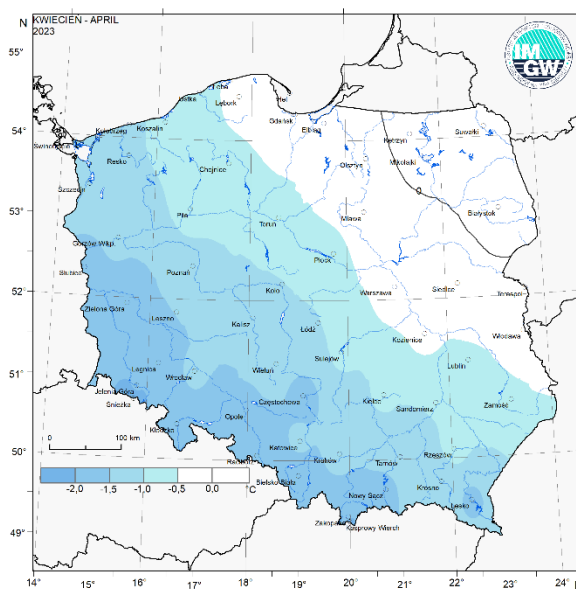 N
KWIECIEŃ - APRIL
2023
IM
GW
55°
54°
53°
52°
51°
50°
49°
Łeba
Ustka
Lębork
Hel
Gdańsk
Elbląg
Kołobrzeg
Koszalin
Kętrzyn
Suwałki
Świnoujście
Resko
Chojnice
Olsztyn
Mikołajki
Szczecin
Piła
Toruń
Mława
Białystok
Gorzów Wlkp.
Poznań
Płock
Słubice
Koło
Warszawa
Siedlce
Terespol
Zielona Góra
Leszno
Kalisz
Łódź
Kozienice
Włodawa
Legnica
Wrocław
Wieluń
Sulejów
Lublin
Jelenia Góra
Śnieżka
Częstochowa
Kielce
Sandomierz
Zamość
Kłodzko
Opole
0 100 km
Racibórz
Katowice
Kraków
Tarnów
Rzeszów
Bielsko-Biała
Nowy Sącz
Krosno
Lesko
Zakopane
Kasprowy Wierch
-2,0 -1,5 -1,0 -0,5 0,0 °C
14° 15° 16° 17° 18° 19° 20° 21° 22° 23° 24°